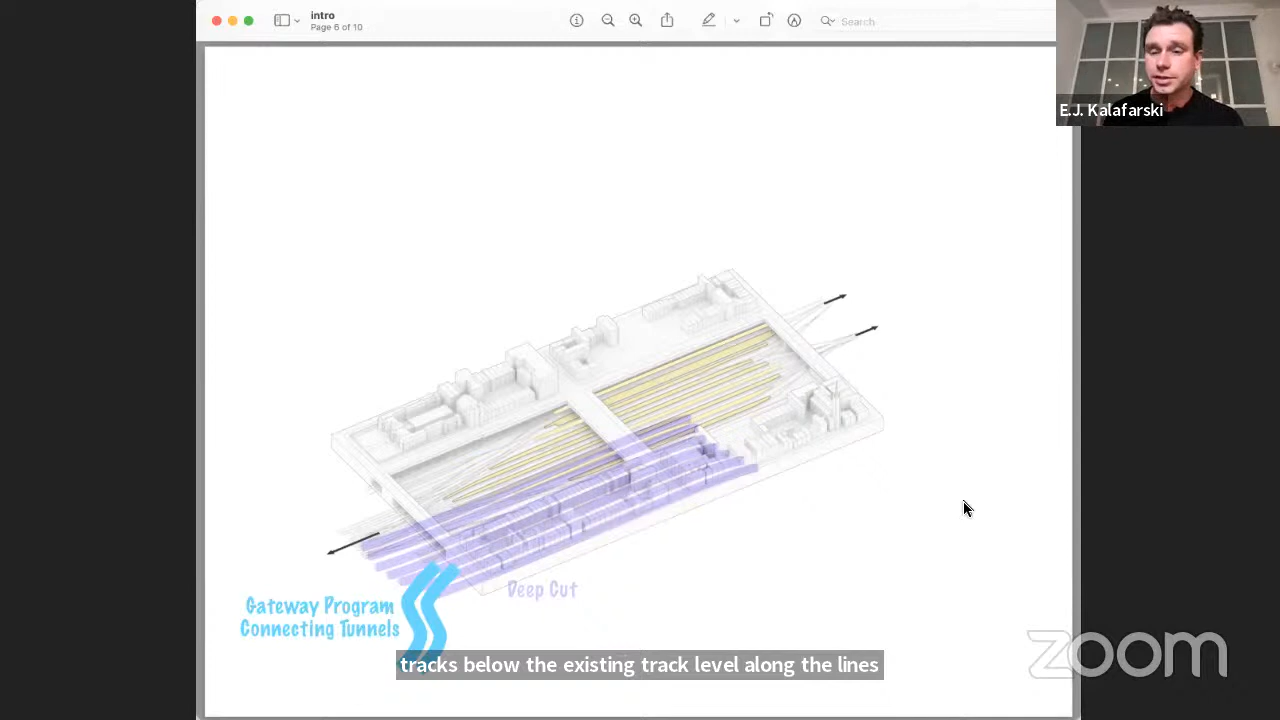 intro
Page 6 of 10
Search
E.J. Kalafarski
Deep Cut
Gateway Program
Connecting Tunnels
tracks below the existing track level along the lines
zoom